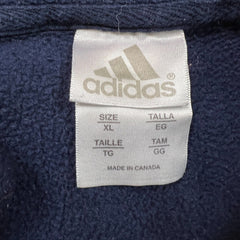 adidas®
SIZE TALLA
XL EG
TAILLE TAM
TG GG
MADE IN CANADA